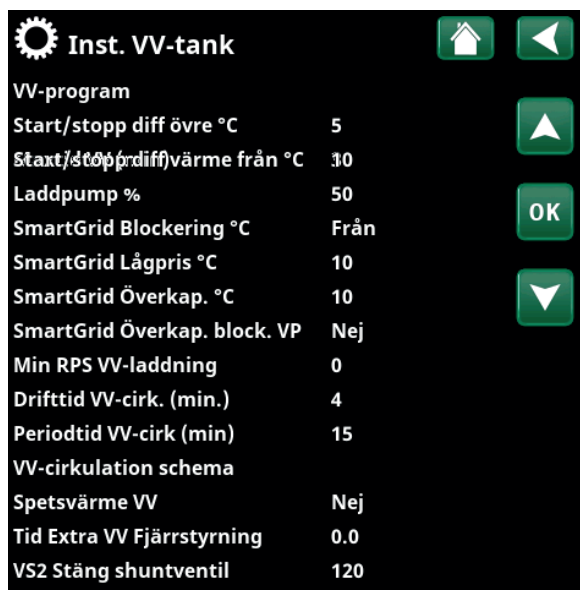 Inst. VV-tank
VV-program
Start/stopp diff övre °C 5
värme från °C
Laddpump % 50
OK
SmartGrid Blockering °C Från
SmartGrid Lågpris °C 10
SmartGrid Överkap. °C 10
SmartGrid Överkap. block. VP Nej
Min RPS VV-laddning 0
Drifttid VV-cirk. (min.) 4
Periodtid VV-cirk (min) 15
VV-cirkulation schema
Spetsvärme VV Nej
Tid Extra VV Fjärrstyrning 0.0
VS2 Stäng shuntventil 120